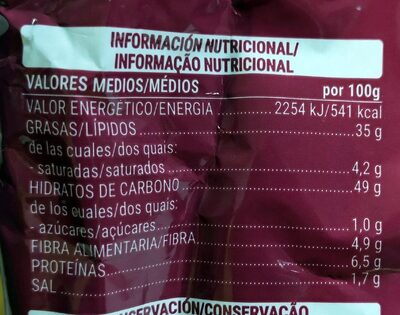 INFORMACIÓN NUTRICIONAL/
INFORMAÇÃO NUTRICIONAL
VALORES MEDIOS/MÉDIOS por 100g
VALOR ENERGÉTICO/ENERGIA 2254 kJ/541 kcal
GRASAS/LÍPIDOS 35 g
de las cuales/dos quais:
- saturadas/saturados 4,2 g
HIDRATOS DE CARBONO 49 g
de los cuales/dos quais:
- azúcares/açúcares 1,0 g
FIBRA ALIMENTARIA/FIBRA 4,9 g
PROTEÍNAS 6,5 g
SAL 1,7 g
CONSERVACIÓN/CONSERVAÇÃO